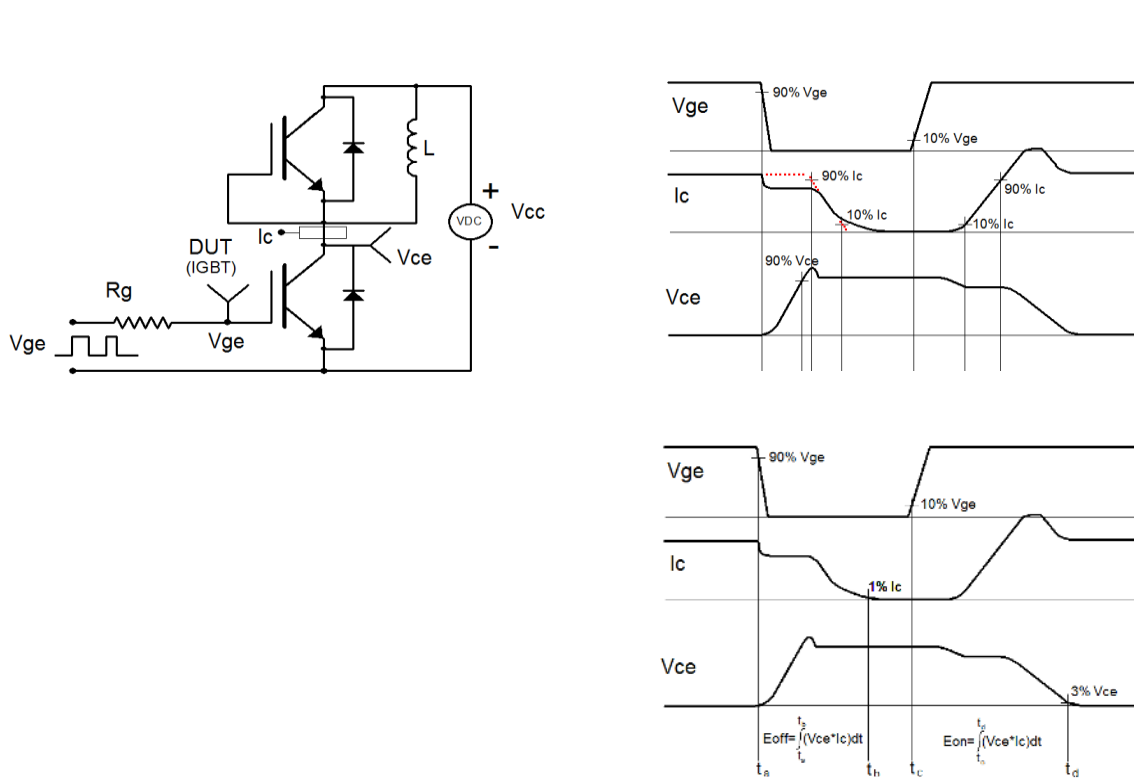 L
+
VDC
Vcc
-
Ic
Vce
DUT
(IGBT)
Rg
Vge
Vge
Vge
90% Vge
10% Vge
Ic
90% Ic
10% Ic
90% Ic
10% Ic
Vce
90% Vce
Vge
90% Vge
10% Vge
Ic
1% Ic
Vce
3% Vce
Eoff=∫(Vce*Ic)dt
Eon=∫(Vce*Ic)dt
ta
tb
tc
td